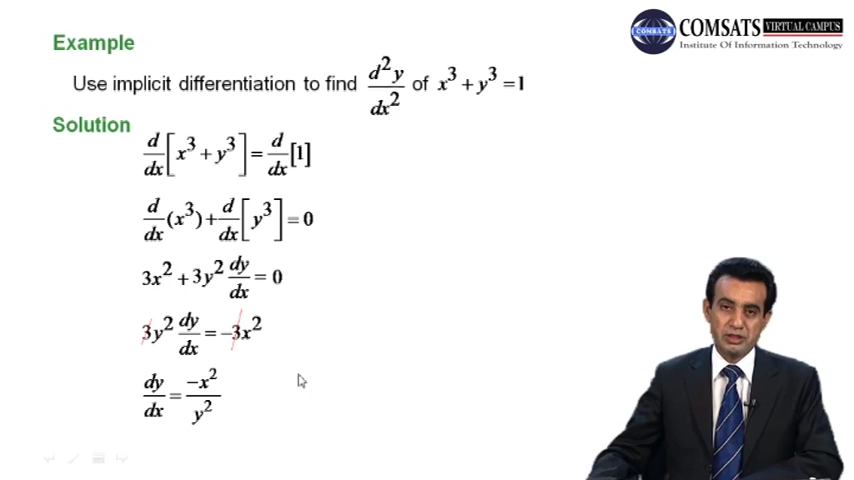 COMSATS VIRTUAL CAMPUS
COMSATS
Institute Of Information Technology
Example
Use implicit differentiation to find d²y/dx² of x³ + y³ = 1
Solution
d/dx [x³ + y³] = d/dx [1]
d/dx (x³) + d/dx [y³] = 0
3x² + 3y² dy/dx = 0
3y² dy/dx = -3x²
dy/dx = -x²/y²